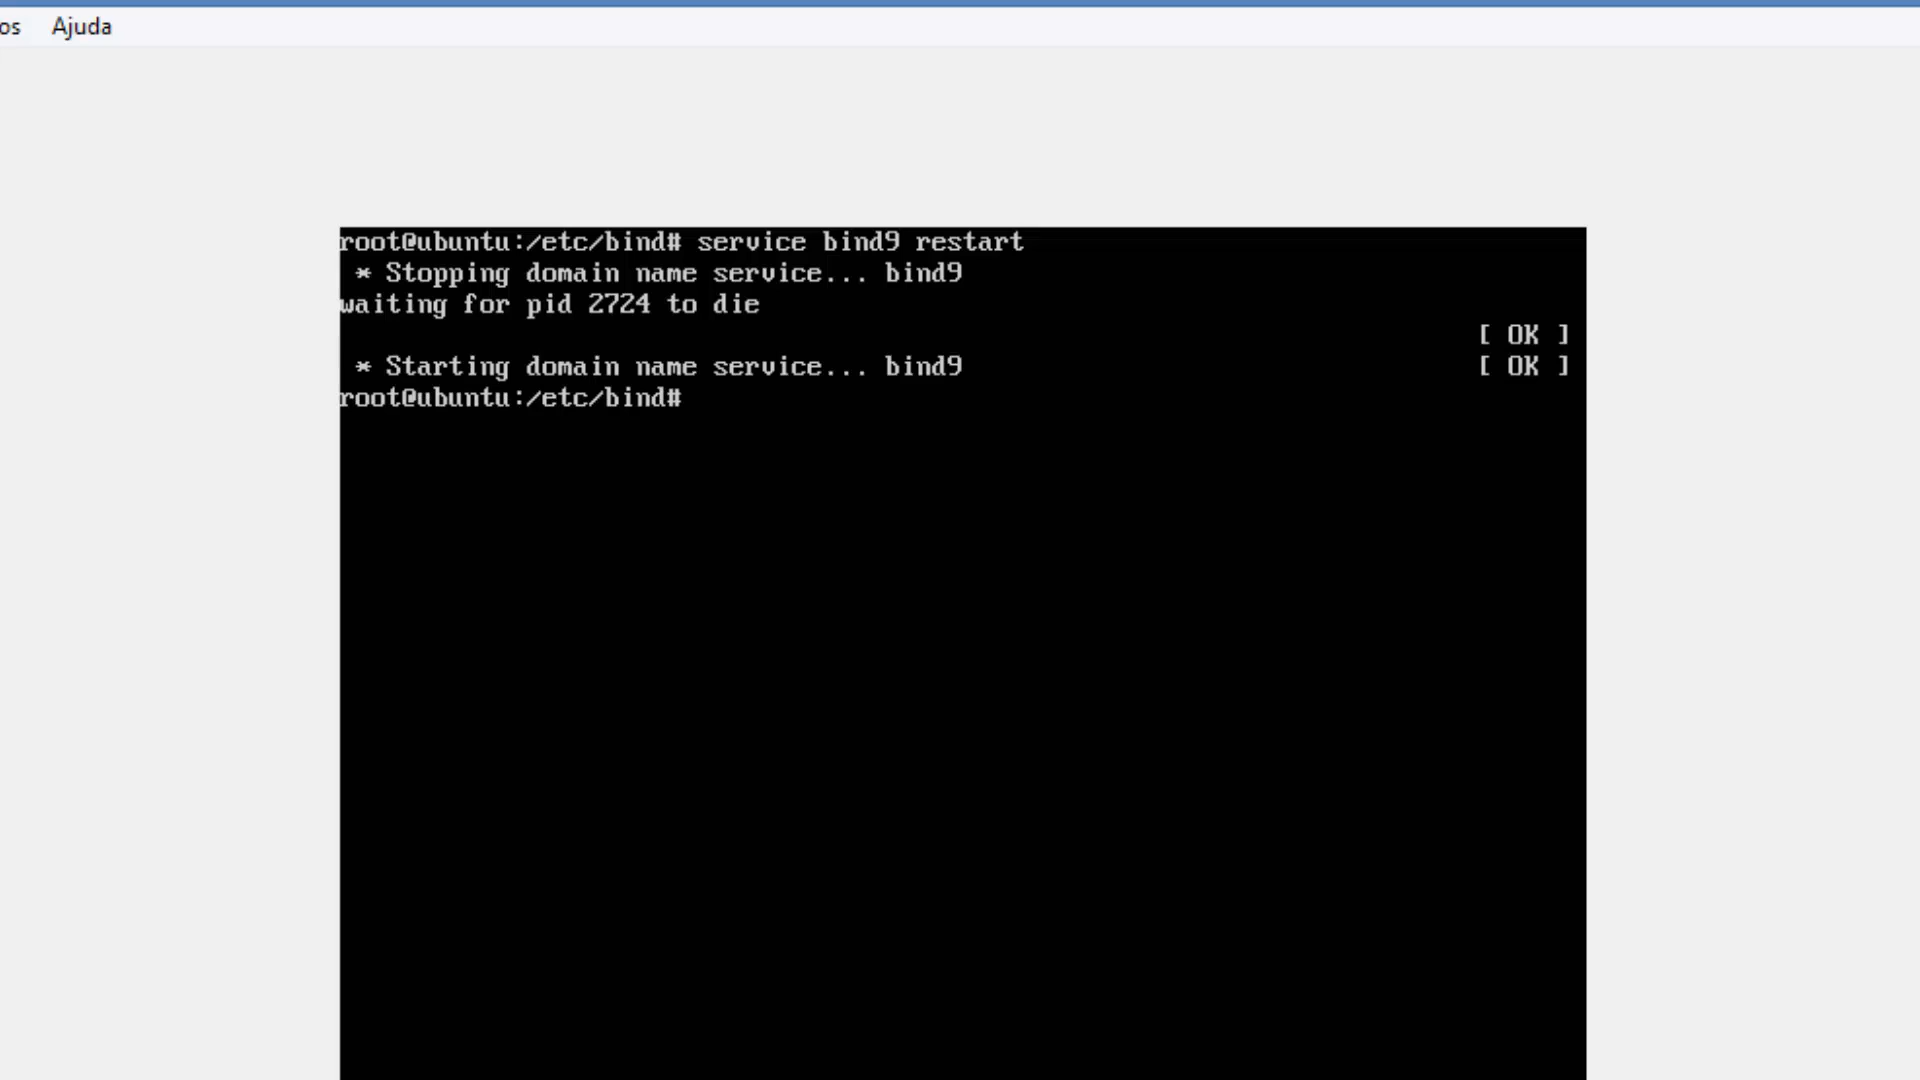 os Ajuda
root@ubuntu:/etc/bind# service bind9 restart
 * Stopping domain name service... bind9
waiting for pid 2724 to die
[ OK ]
 * Starting domain name service... bind9 [ OK ]
root@ubuntu:/etc/bind#